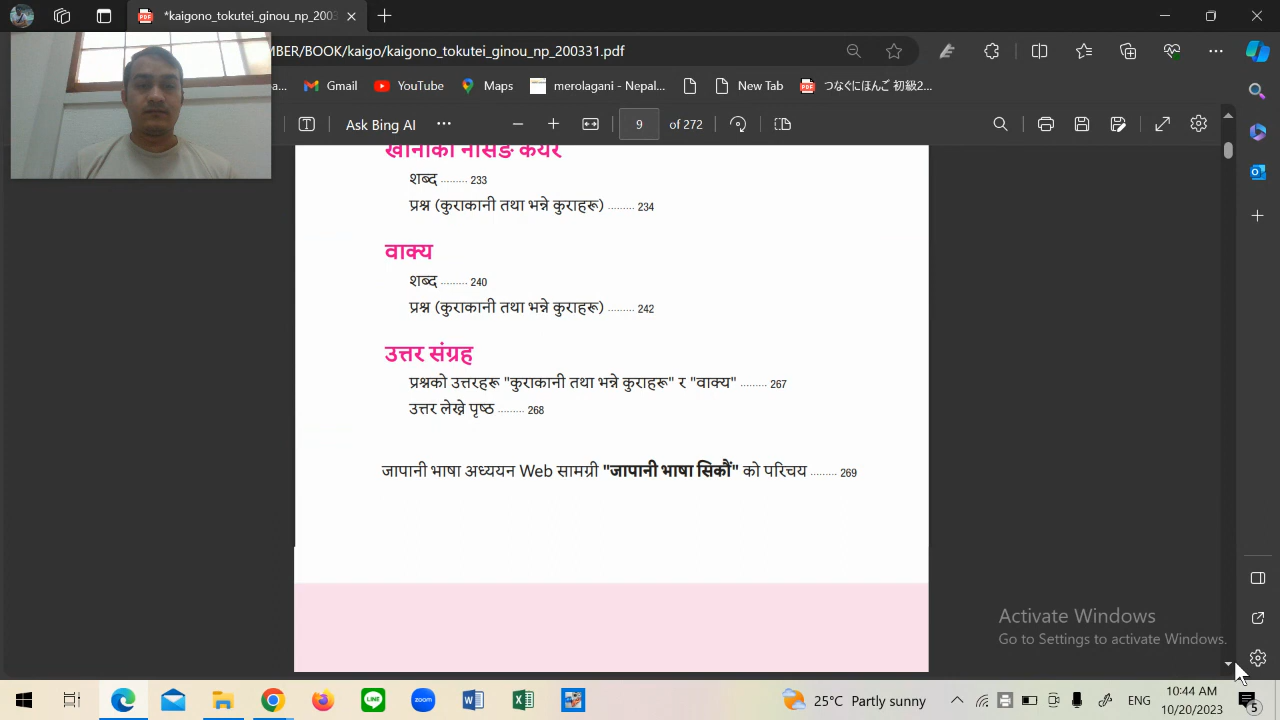 *kaigono_tokutei_ginou_np_200
MBER/BOOK/kaigo/kaigono_tokutei_ginou_np_200331.pdf
a... Gmail YouTube Maps merolagani - Nepal... New Tab つなぐにほんご 初級2...
Ask Bing AI 9 of 272
खानाको नर्सिङ केयर
शब्द ......... 233
प्रश्न (कुराकानी तथा भन्ने कुराहरू) ......... 234
वाक्य
शब्द ......... 240
प्रश्न (कुराकानी तथा भन्ने कुराहरू) ......... 242
उत्तर संग्रह
प्रश्नको उत्तरहरू "कुराकानी तथा भन्ने कुराहरू" र "वाक्य" ......... 267
उत्तर लेख्ने पृष्ठ ......... 268
जापानी भाषा अध्ययन Web सामग्री "जापानी भाषा सिकौं" को परिचय ......... 269
Activate Windows
Go to Settings to activate Windows.
25°C Partly sunny
ENG
10:44 AM
10/20/2023
5